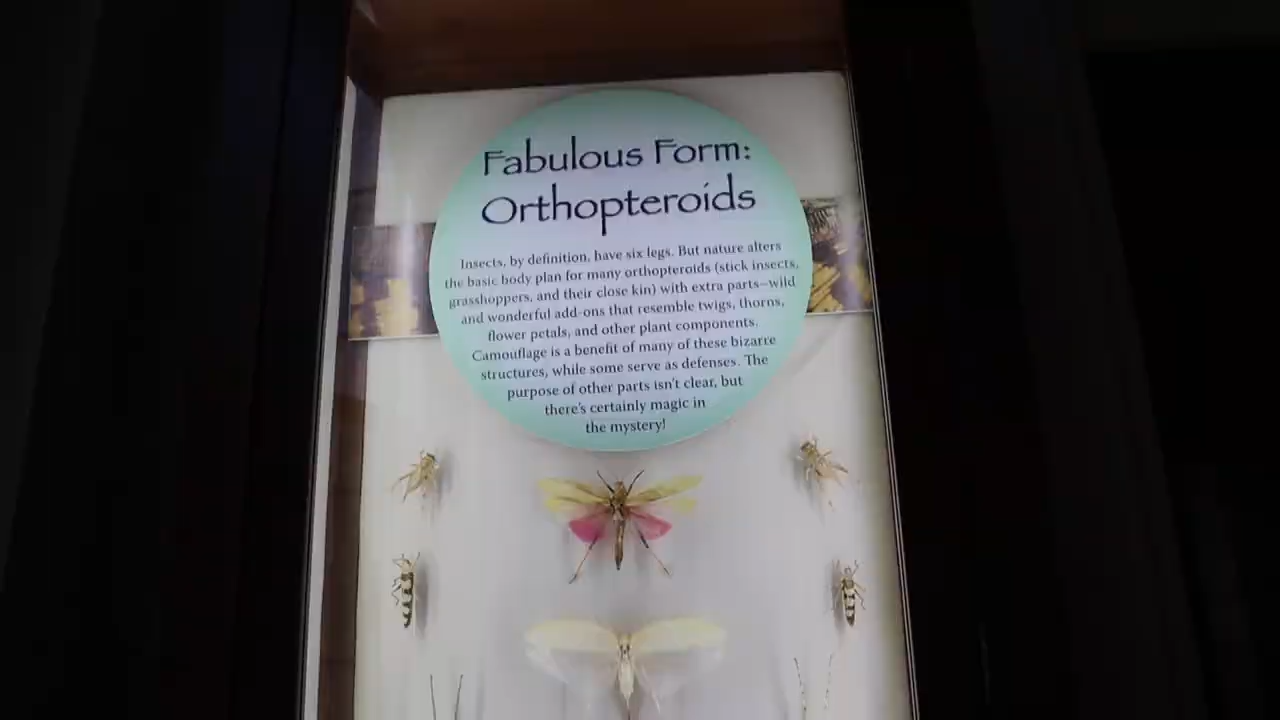 Fabulous Form:
Orthopteroids
Insects, by definition, have six legs. But nature alters
the basic body plan for many orthopteroids (stick insects,
grasshoppers, and their close kin) with extra parts—wild
and wonderful add-ons that resemble twigs, thorns,
flower petals, and other plant components.
Camouflage is a benefit of many of these bizarre
structures, while some serve as defenses. The
purpose of other parts isn't clear, but
there's certainly magic in
the mystery!